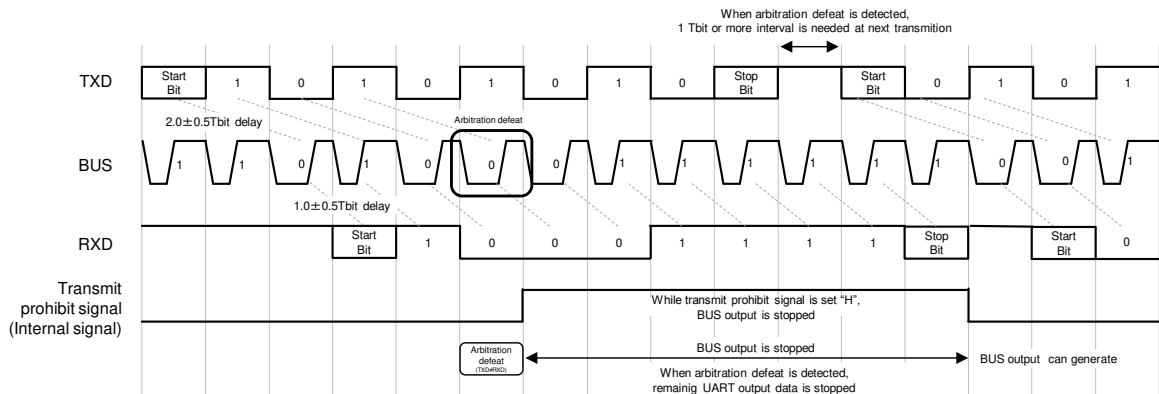 When arbitration defeat is detected,
1 Tbit or more interval is needed at next transmition
TXD
Start
Bit
1
0
1
0
1
0
1
0
Stop
Bit
Start
Bit
0
1
0
1
2.0±0.5Tbit delay
Arbitration defeat
BUS
1
1
0
1
0
0
0
1
1
1
1
1
1
0
0
1
1.0±0.5Tbit delay
RXD
Start
Bit
1
0
0
0
1
1
1
1
Stop
Bit
Start
Bit
0
Transmit
prohibit signal
(Internal signal)
While transmit prohibit signal is set “H”,
BUS output is stopped
Arbitration
defeat
(TXD≠RXD)
BUS output is stopped
BUS output can generate
When arbitration defeat is detected,
remainig UART output data is stopped